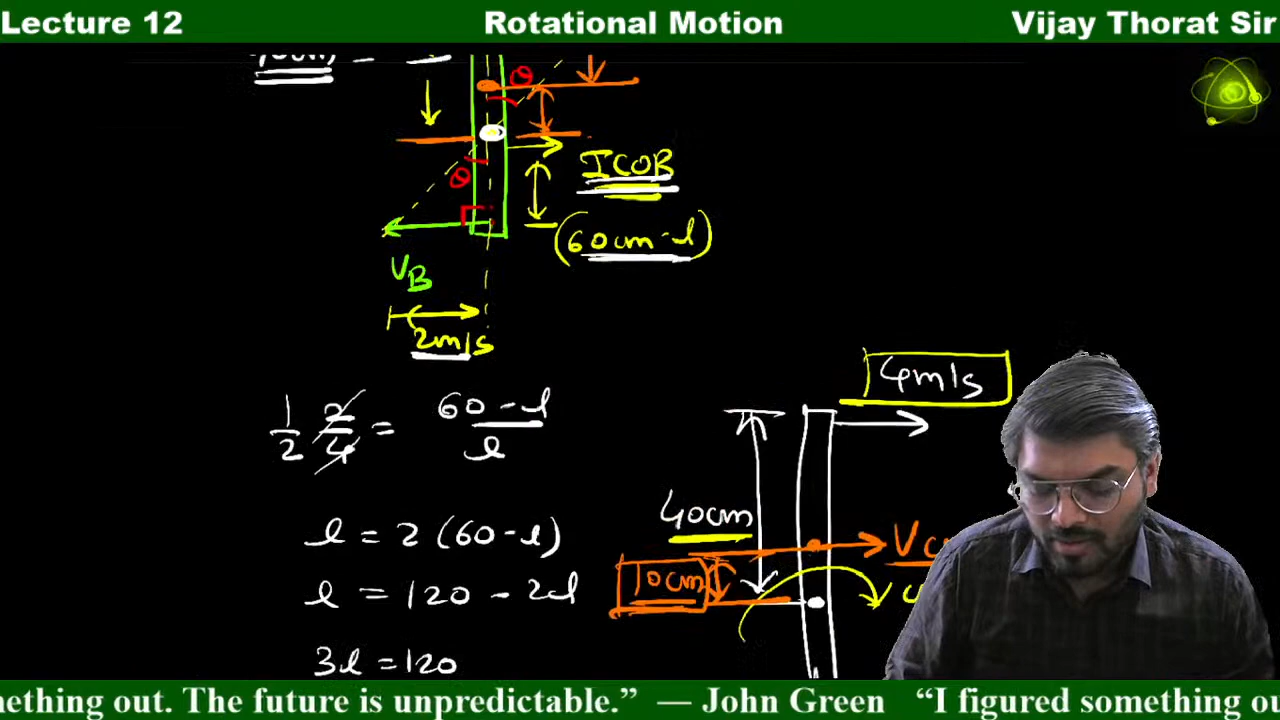 Lecture 12
Rotational Motion
Vijay Thorat Sir
θ
ICOR
θ
(60cm-l)
VB
2m/s
4m/s
1/2 2/4 = 60-l/l
40cm
l = 2(60-l)
10cm
l = 120 - 2l
3l = 120
mething out. The future is unpredictable.” — John Green “I figured something ou